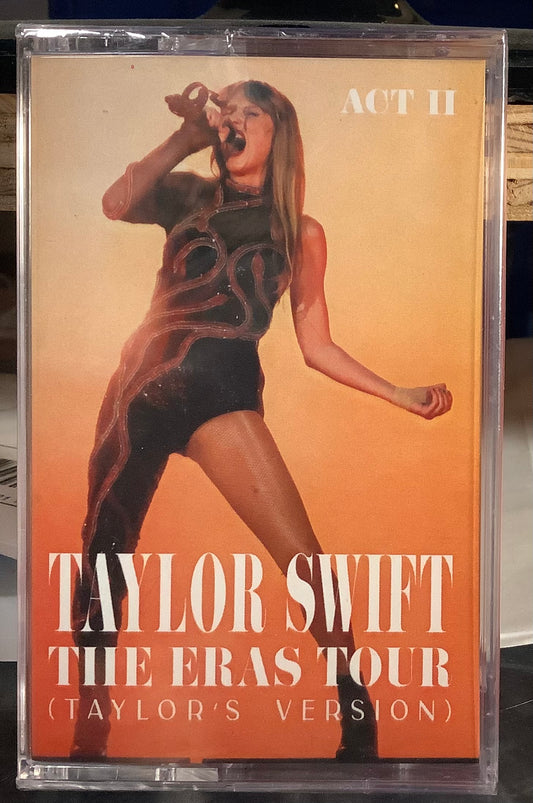 ACT II
TAYLOR SWIFT
THE ERAS TOUR
(TAYLOR'S VERSION)